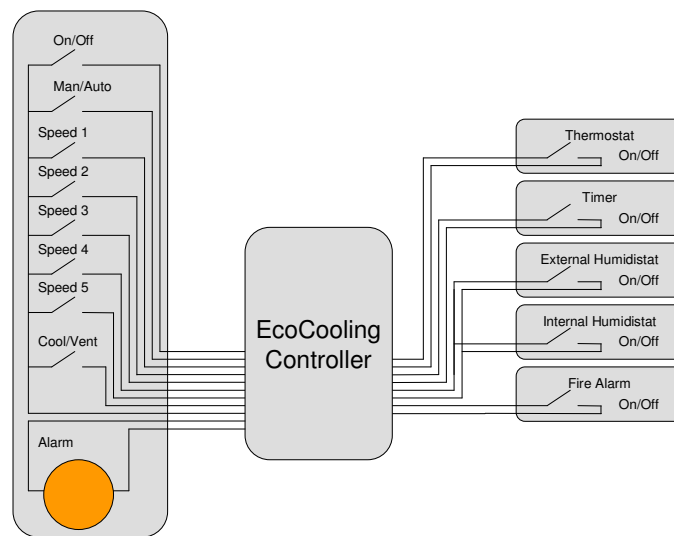 On/Off
Man/Auto
Speed 1
Speed 2
Speed 3
Speed 4
Speed 5
Cool/Vent
Alarm
EcoCooling
Controller
Thermostat
On/Off
Timer
On/Off
External Humidistat
On/Off
Internal Humidistat
On/Off
Fire Alarm
On/Off